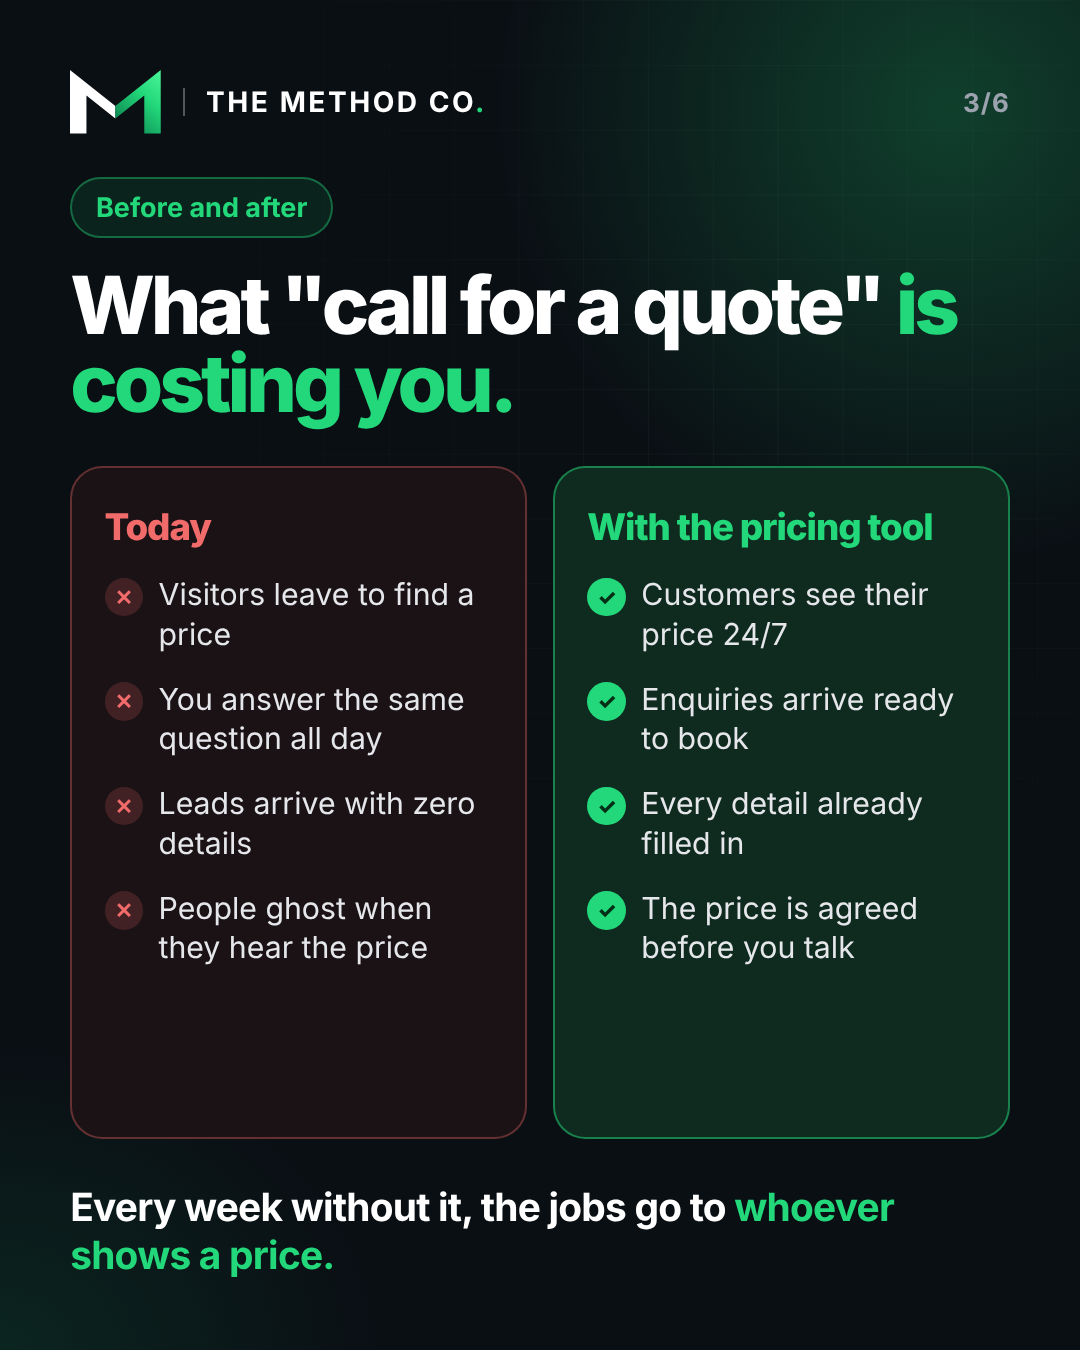 THE METHOD CO.
3/6
Before and after
What "call for a quote" is
costing you.
Today
Visitors leave to find a
price
You answer the same
question all day
Leads arrive with zero
details
People ghost when
they hear the price
With the pricing tool
Customers see their
price 24/7
Enquiries arrive ready
to book
Every detail already
filled in
The price is agreed
before you talk
Every week without it, the jobs go to whoever
shows a price.